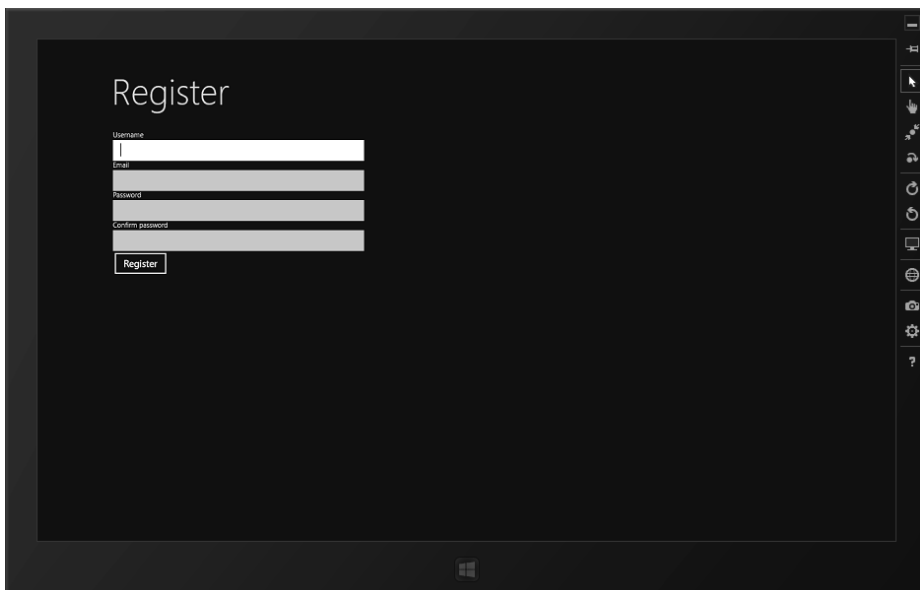 Register
Username
Email
Password
Confirm password
Register
?